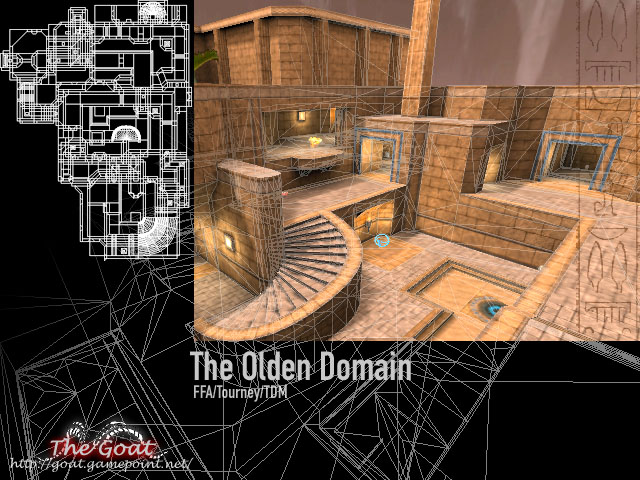 The Olden Domain
FFA/Tourney/TDM
The Goat
http://goat.gamepoint.net/